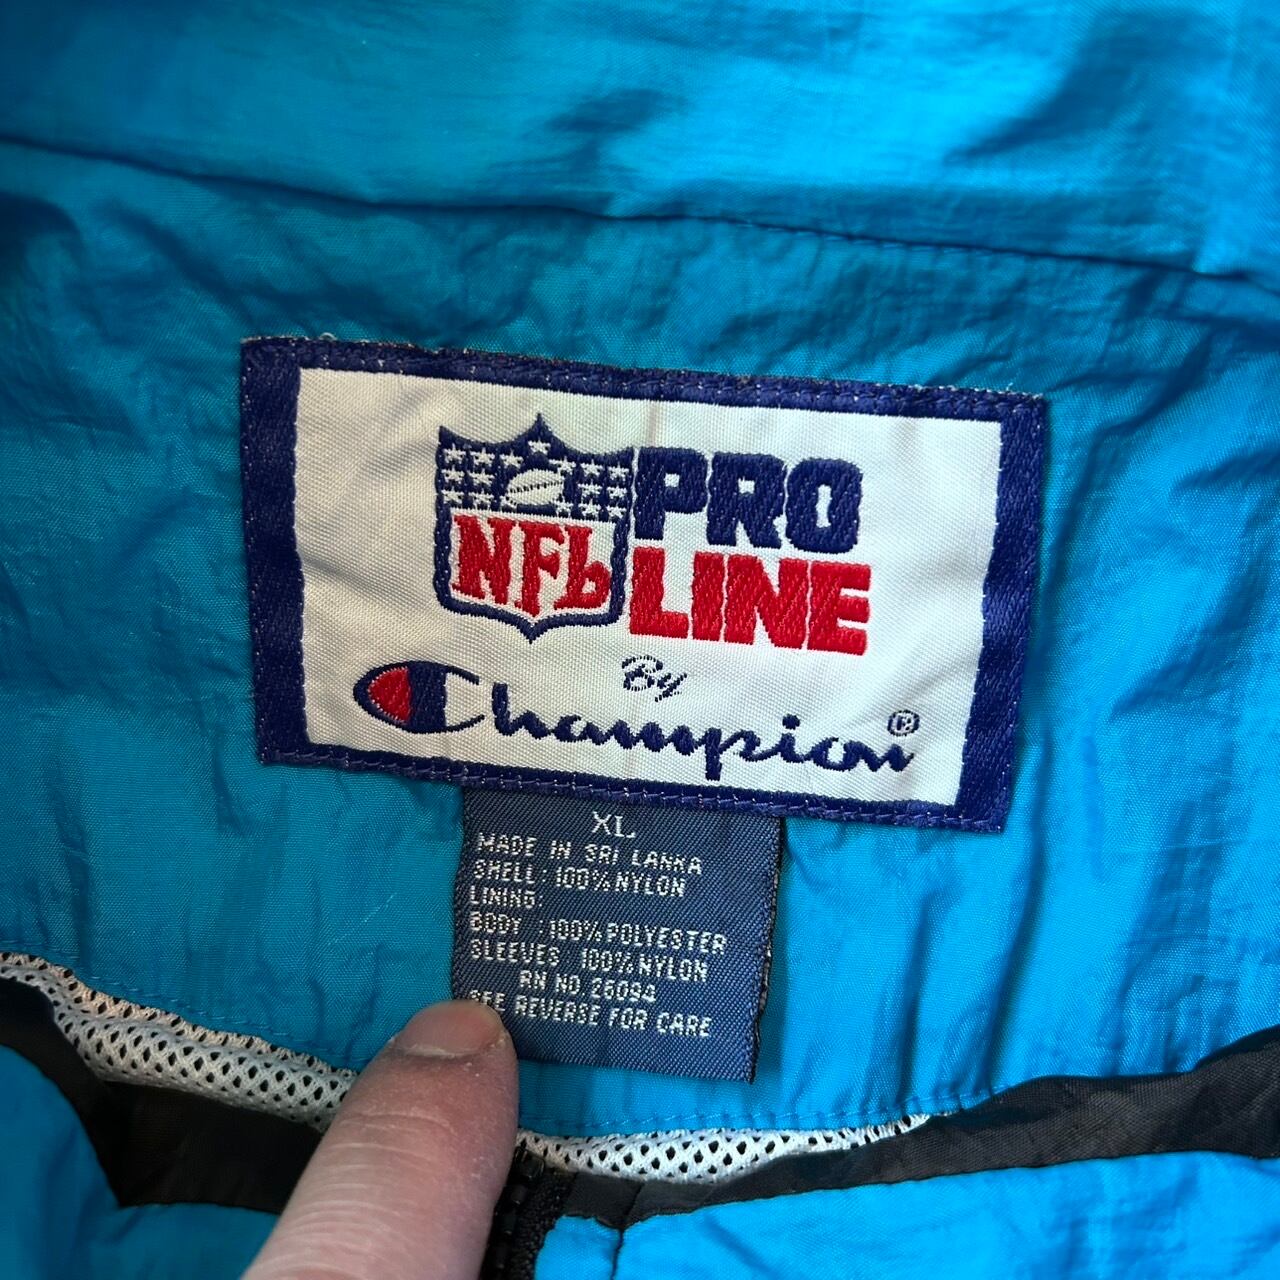 NFL
PRO
LINE
By
Champion®
XL
MADE IN SRI LANKA
SHELL : 100% NYLON
LINING
BODY : 100% POLYESTER
SLEEVES 100% NYLON
RN NO 26094
SEE REVERSE FOR CARE